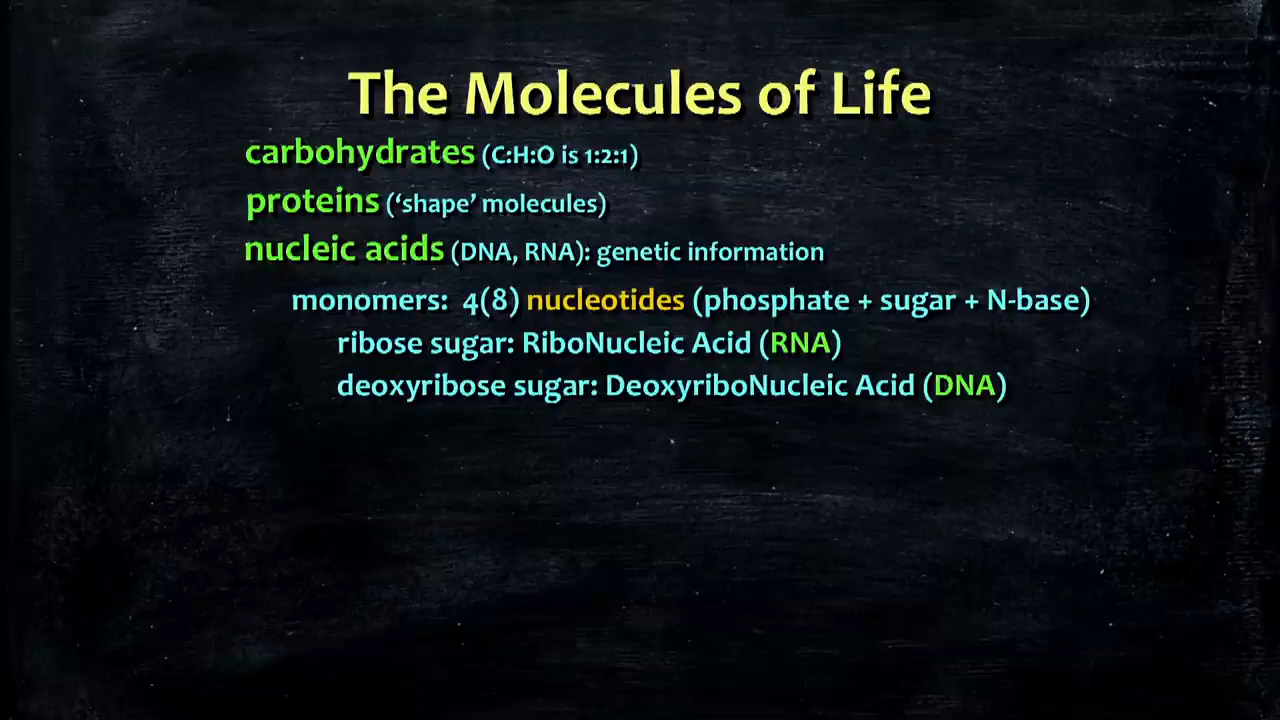 The Molecules of Life
carbohydrates (C:H:O is 1:2:1)
proteins (‘shape’ molecules)
nucleic acids (DNA, RNA): genetic information
monomers: 4(8) nucleotides (phosphate + sugar + N-base)
ribose sugar: RiboNucleic Acid (RNA)
deoxyribose sugar: DeoxyriboNucleic Acid (DNA)